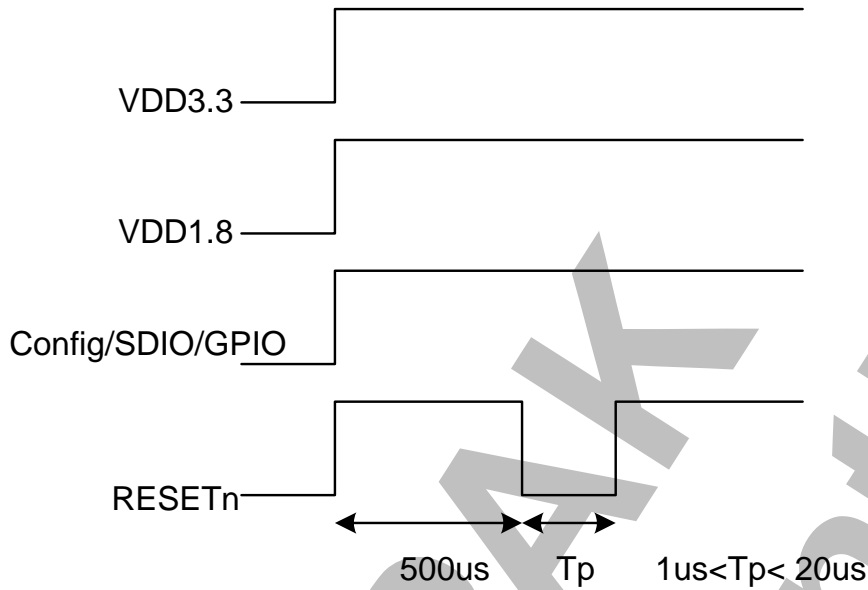 VDD3.3
VDD1.8
Config/SDIO/GPIO
RESETn
500us Tp 1us<Tp< 20us